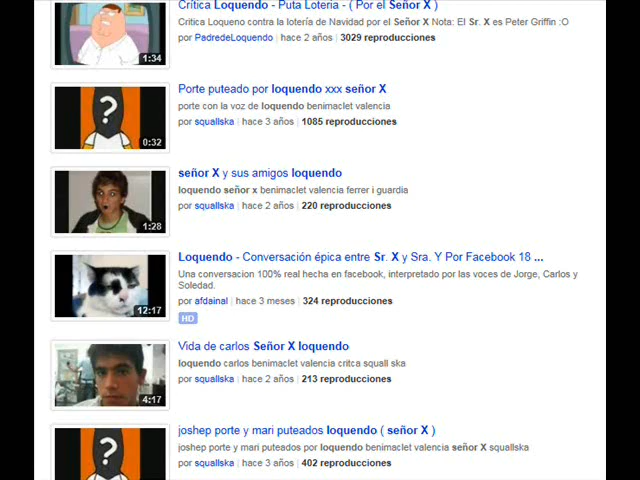 Crítica Loquendo - Puta Loteria - ( Por el Señor X )
Critica Loqueno contra la lotería de Navidad por el Señor X Nota: El Sr. X es Peter Griffin :O
por PadredeLoquendo | hace 2 años | 3029 reproducciones
1:34
Porte puteado por loquendo xxx señor X
porte con la voz de loquendo benimaclet valencia
por squallska | hace 3 años | 1085 reproducciones
?
0:32
señor X y sus amigos loquendo
loquendo señor x benimaclet valencia ferrer i guardia
por squallska | hace 2 años | 220 reproducciones
1:28
Loquendo - Conversación épica entre Sr. X y Sra. Y Por Facebook 18 ...
Una conversacion 100% real hecha en facebook, interpretado por las voces de Jorge, Carlos y
Soledad.
por afdainal | hace 3 meses | 324 reproducciones
12:17
HD
Vida de carlos Señor X loquendo
loquendo carlos benimaclet valencia critca squall ska
por squallska | hace 2 años | 213 reproducciones
4:17
joshep porte y mari puteados loquendo ( señor X )
joshep porte y mari puteados por loquendo benimaclet valencia señor X squallska
por squallska | hace 3 años | 402 reproducciones
?